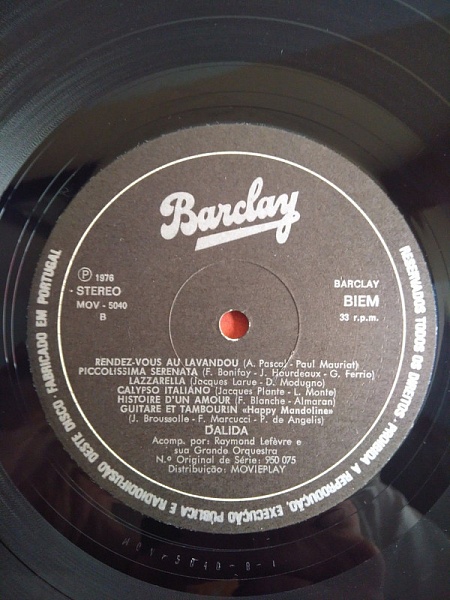 Barclay
Ⓟ 1976
STEREO
MOV - 5040
B
BARCLAY
BIEM
33 r.p.m.
RENDEZ-VOUS AU LAVANDOU (A. Pasco - Paul Mauriat)
PICCOLISSIMA SERENATA (F. Bonifay - J. Hourdeaux - G. Ferrio)
LAZZARELLA (Jacques Larue - D. Modugno)
CALYPSO ITALIANO (Jacques Plante - L. Monte)
HISTOIRE D'UN AMOUR (F. Blanche - Almaran)
GUITARE ET TAMBOURIN «Happy Mandoline»
(J. Broussolle - F. Marcucci - P. de Angelis)
DALIDA
Acomp. por: Raymond Lefèvre e
sua Grande Orquestra
N.º Original de Série: 950 075
Distribuição: MOVIEPLAY
RESERVADOS TODOS OS DIREITOS - PROIBIDA A REPRODUÇÃO, EXECUÇÃO PÚBLICA E RADIODIFUSÃO DESTE DISCO. FABRICADO EM PORTUGAL